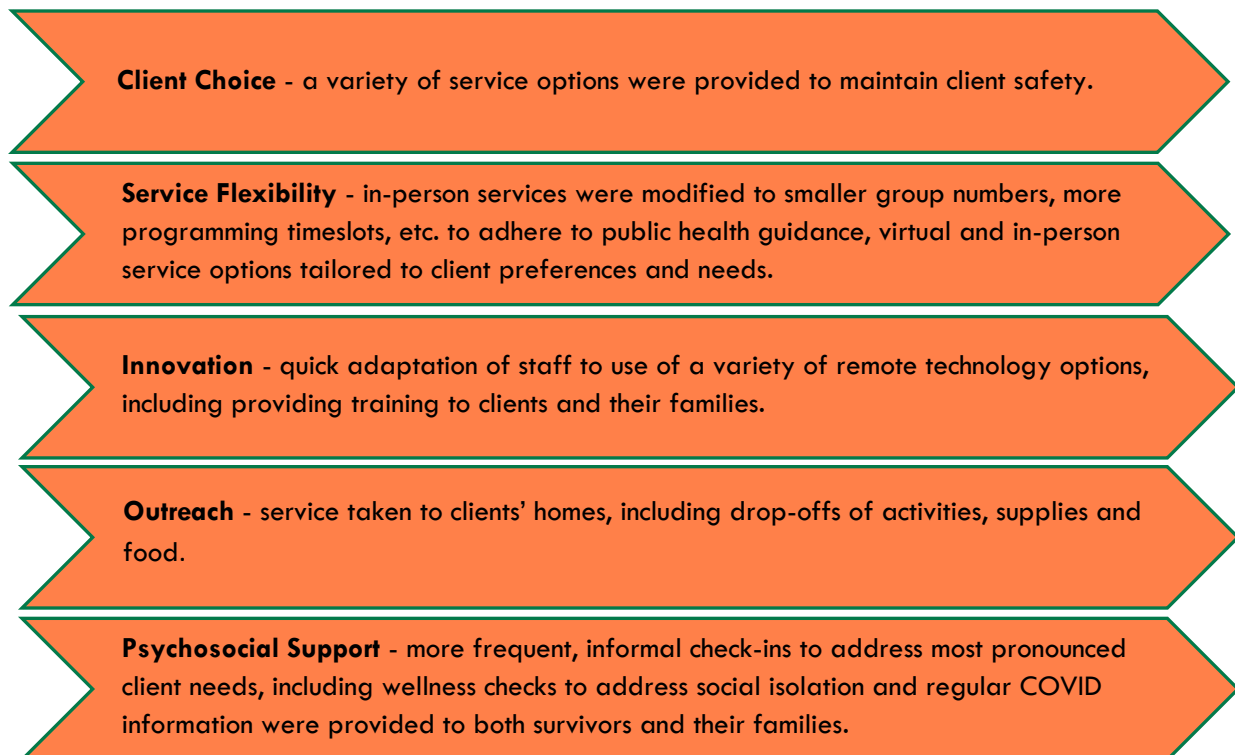 Client Choice - a variety of service options were provided to maintain client safety.
Service Flexibility - in-person services were modified to smaller group numbers, more
programming timeslots, etc. to adhere to public health guidance, virtual and in-person
service options tailored to client preferences and needs.
Innovation - quick adaptation of staff to use of a variety of remote technology options,
including providing training to clients and their families.
Outreach - service taken to clients’ homes, including drop-offs of activities, supplies and
food.
Psychosocial Support - more frequent, informal check-ins to address most pronounced
client needs, including wellness checks to address social isolation and regular COVID
information were provided to both survivors and their families.